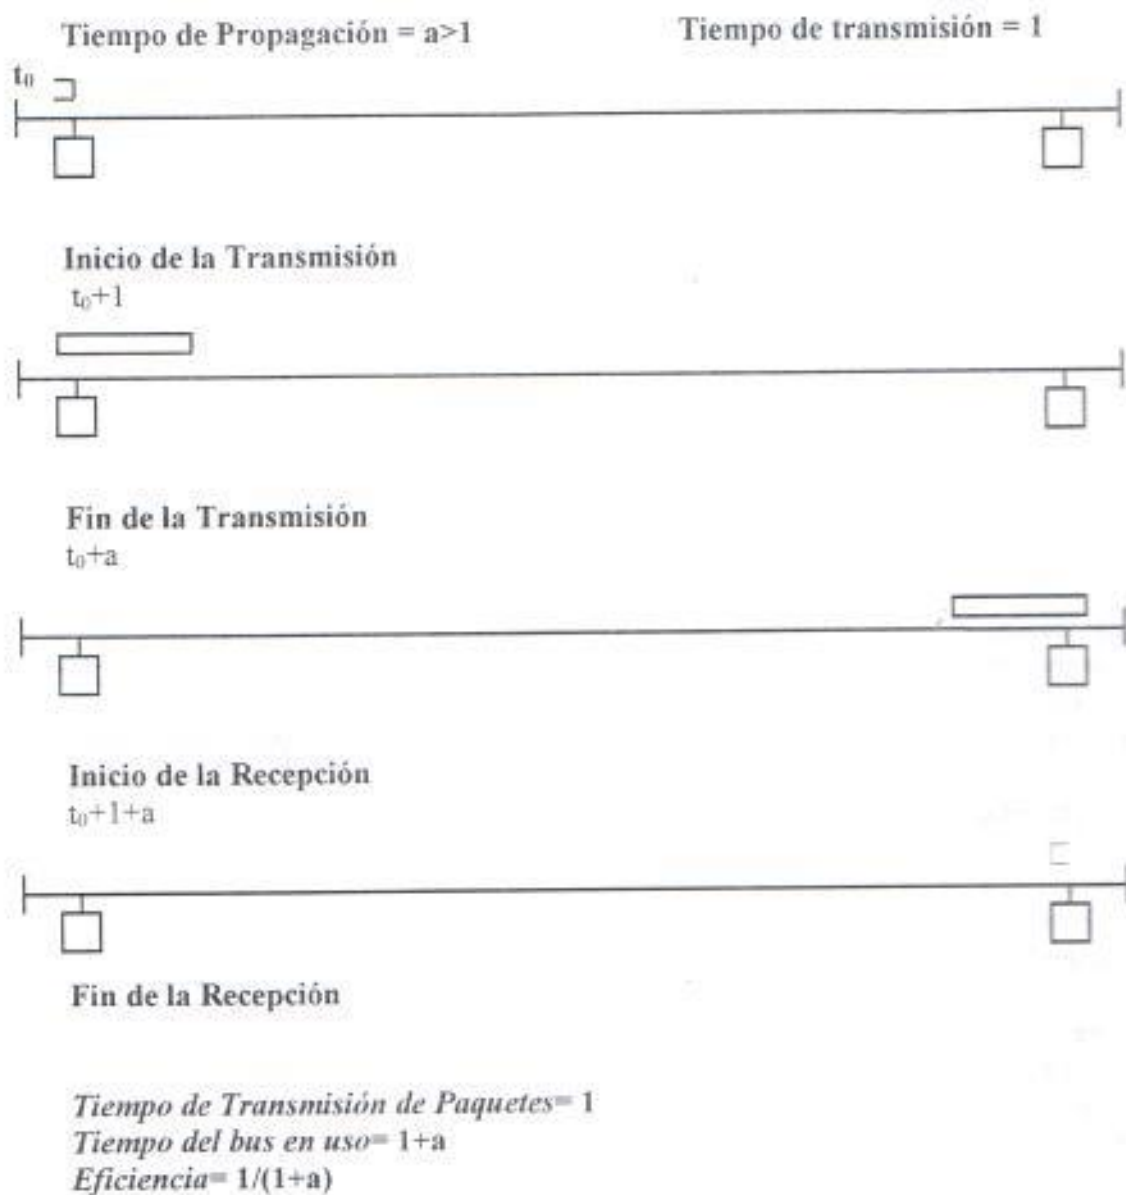 Tiempo de Propagación = a>1 Tiempo de transmisión = 1
t₀
Inicio de la Transmisión
t₀+1
Fin de la Transmisión
t₀+a
Inicio de la Recepción
t₀+1+a
Fin de la Recepción
Tiempo de Transmisión de Paquetes= 1
Tiempo del bus en uso= 1+a
Eficiencia= 1/(1+a)